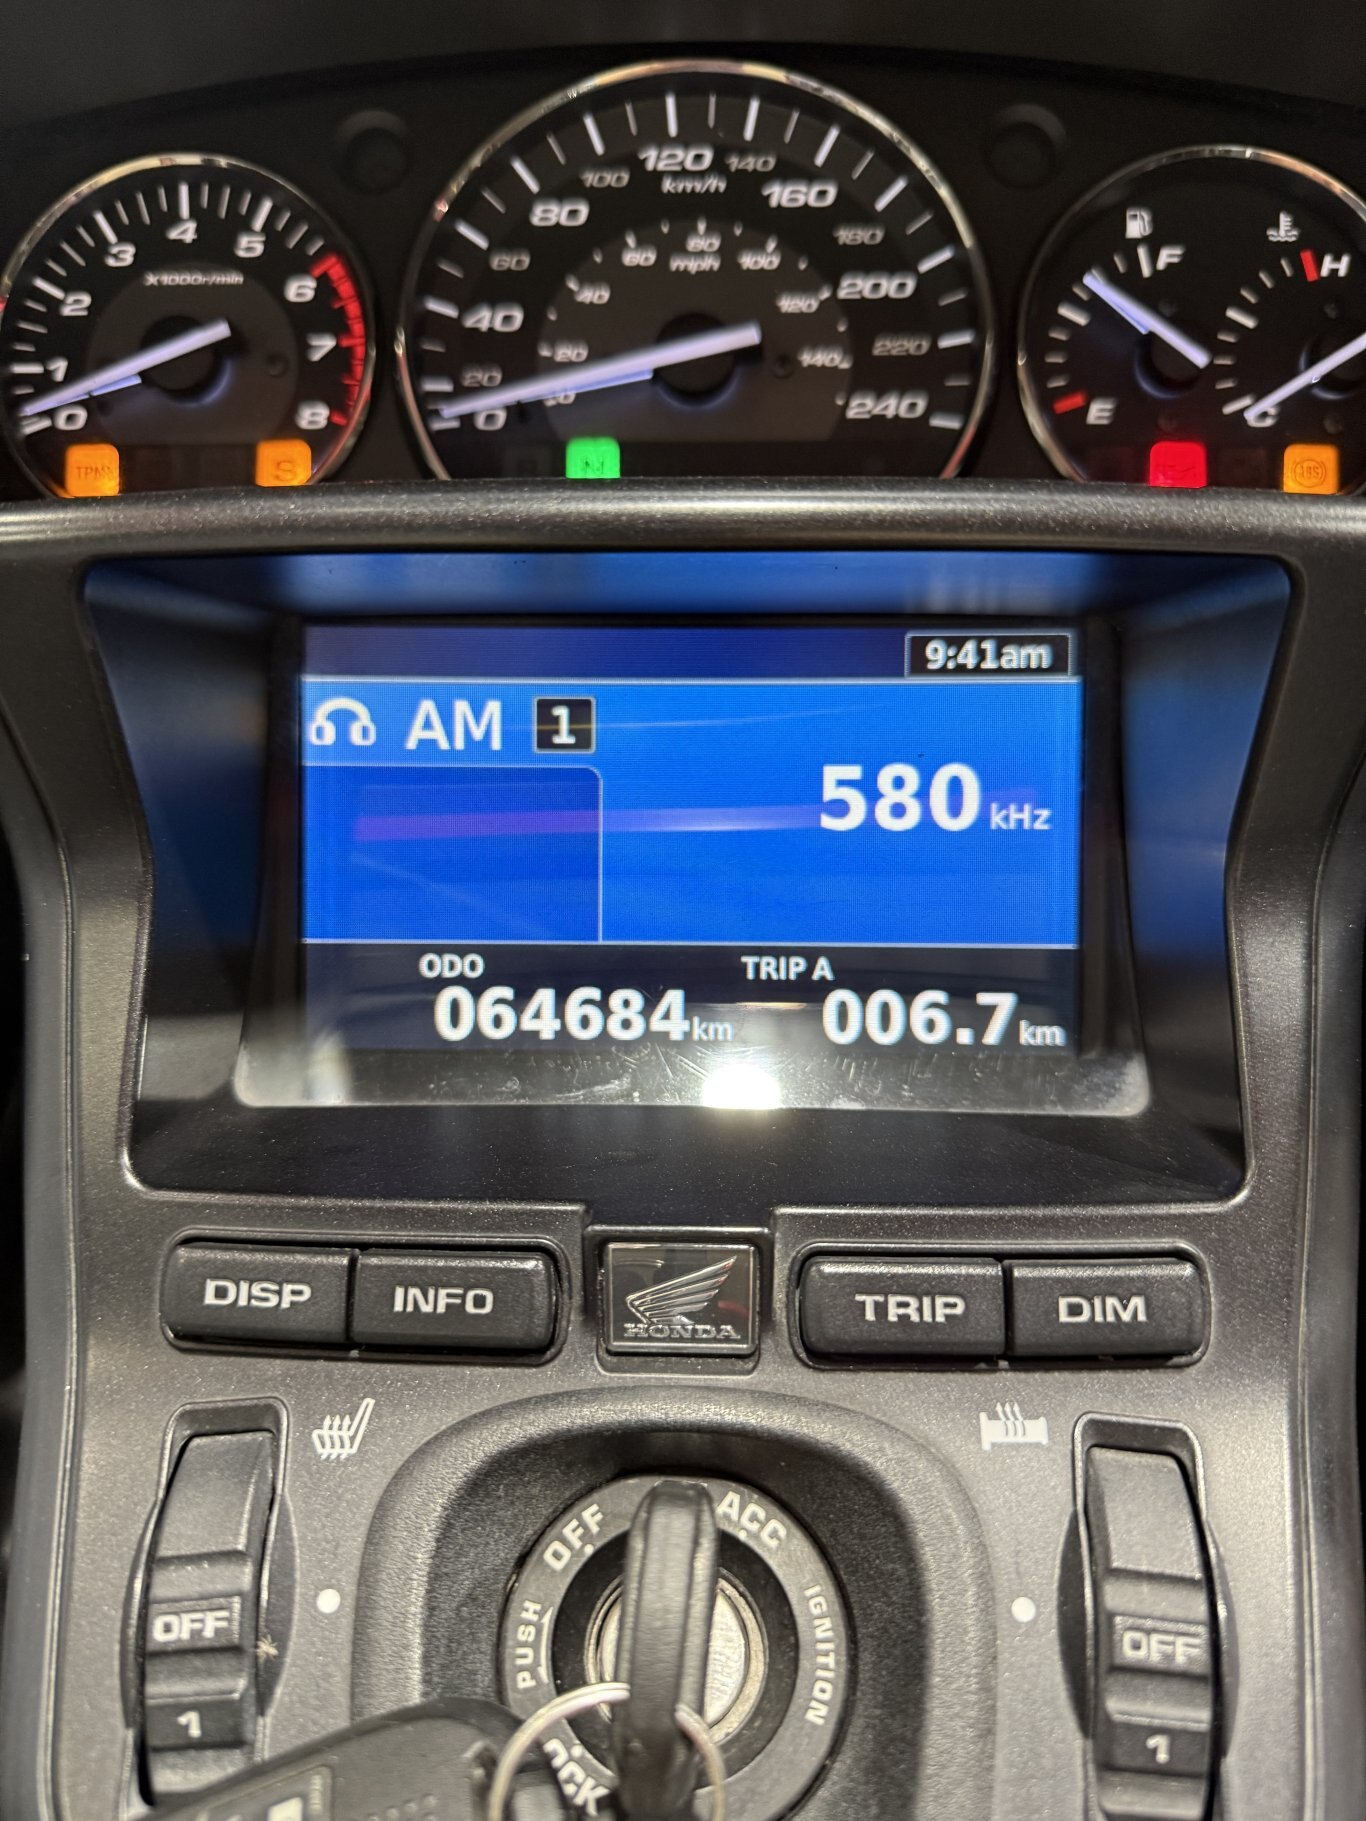 X1000r/min
0 1 2 3 4 5 6 7 8
TPMS
S
km/h
0 20 40 60 80 100 120 140 160 180 200 220 240
mph
20 40 60 80 100 120 140
N
F
E
H
C
ABS
9:41am
AM 1
580 kHz
ODO
TRIP A
064684 km
006.7 km
DISP
INFO
HONDA
TRIP
DIM
OFF
ACC
IGNITION
PUSH
OFF
1
OFF
1